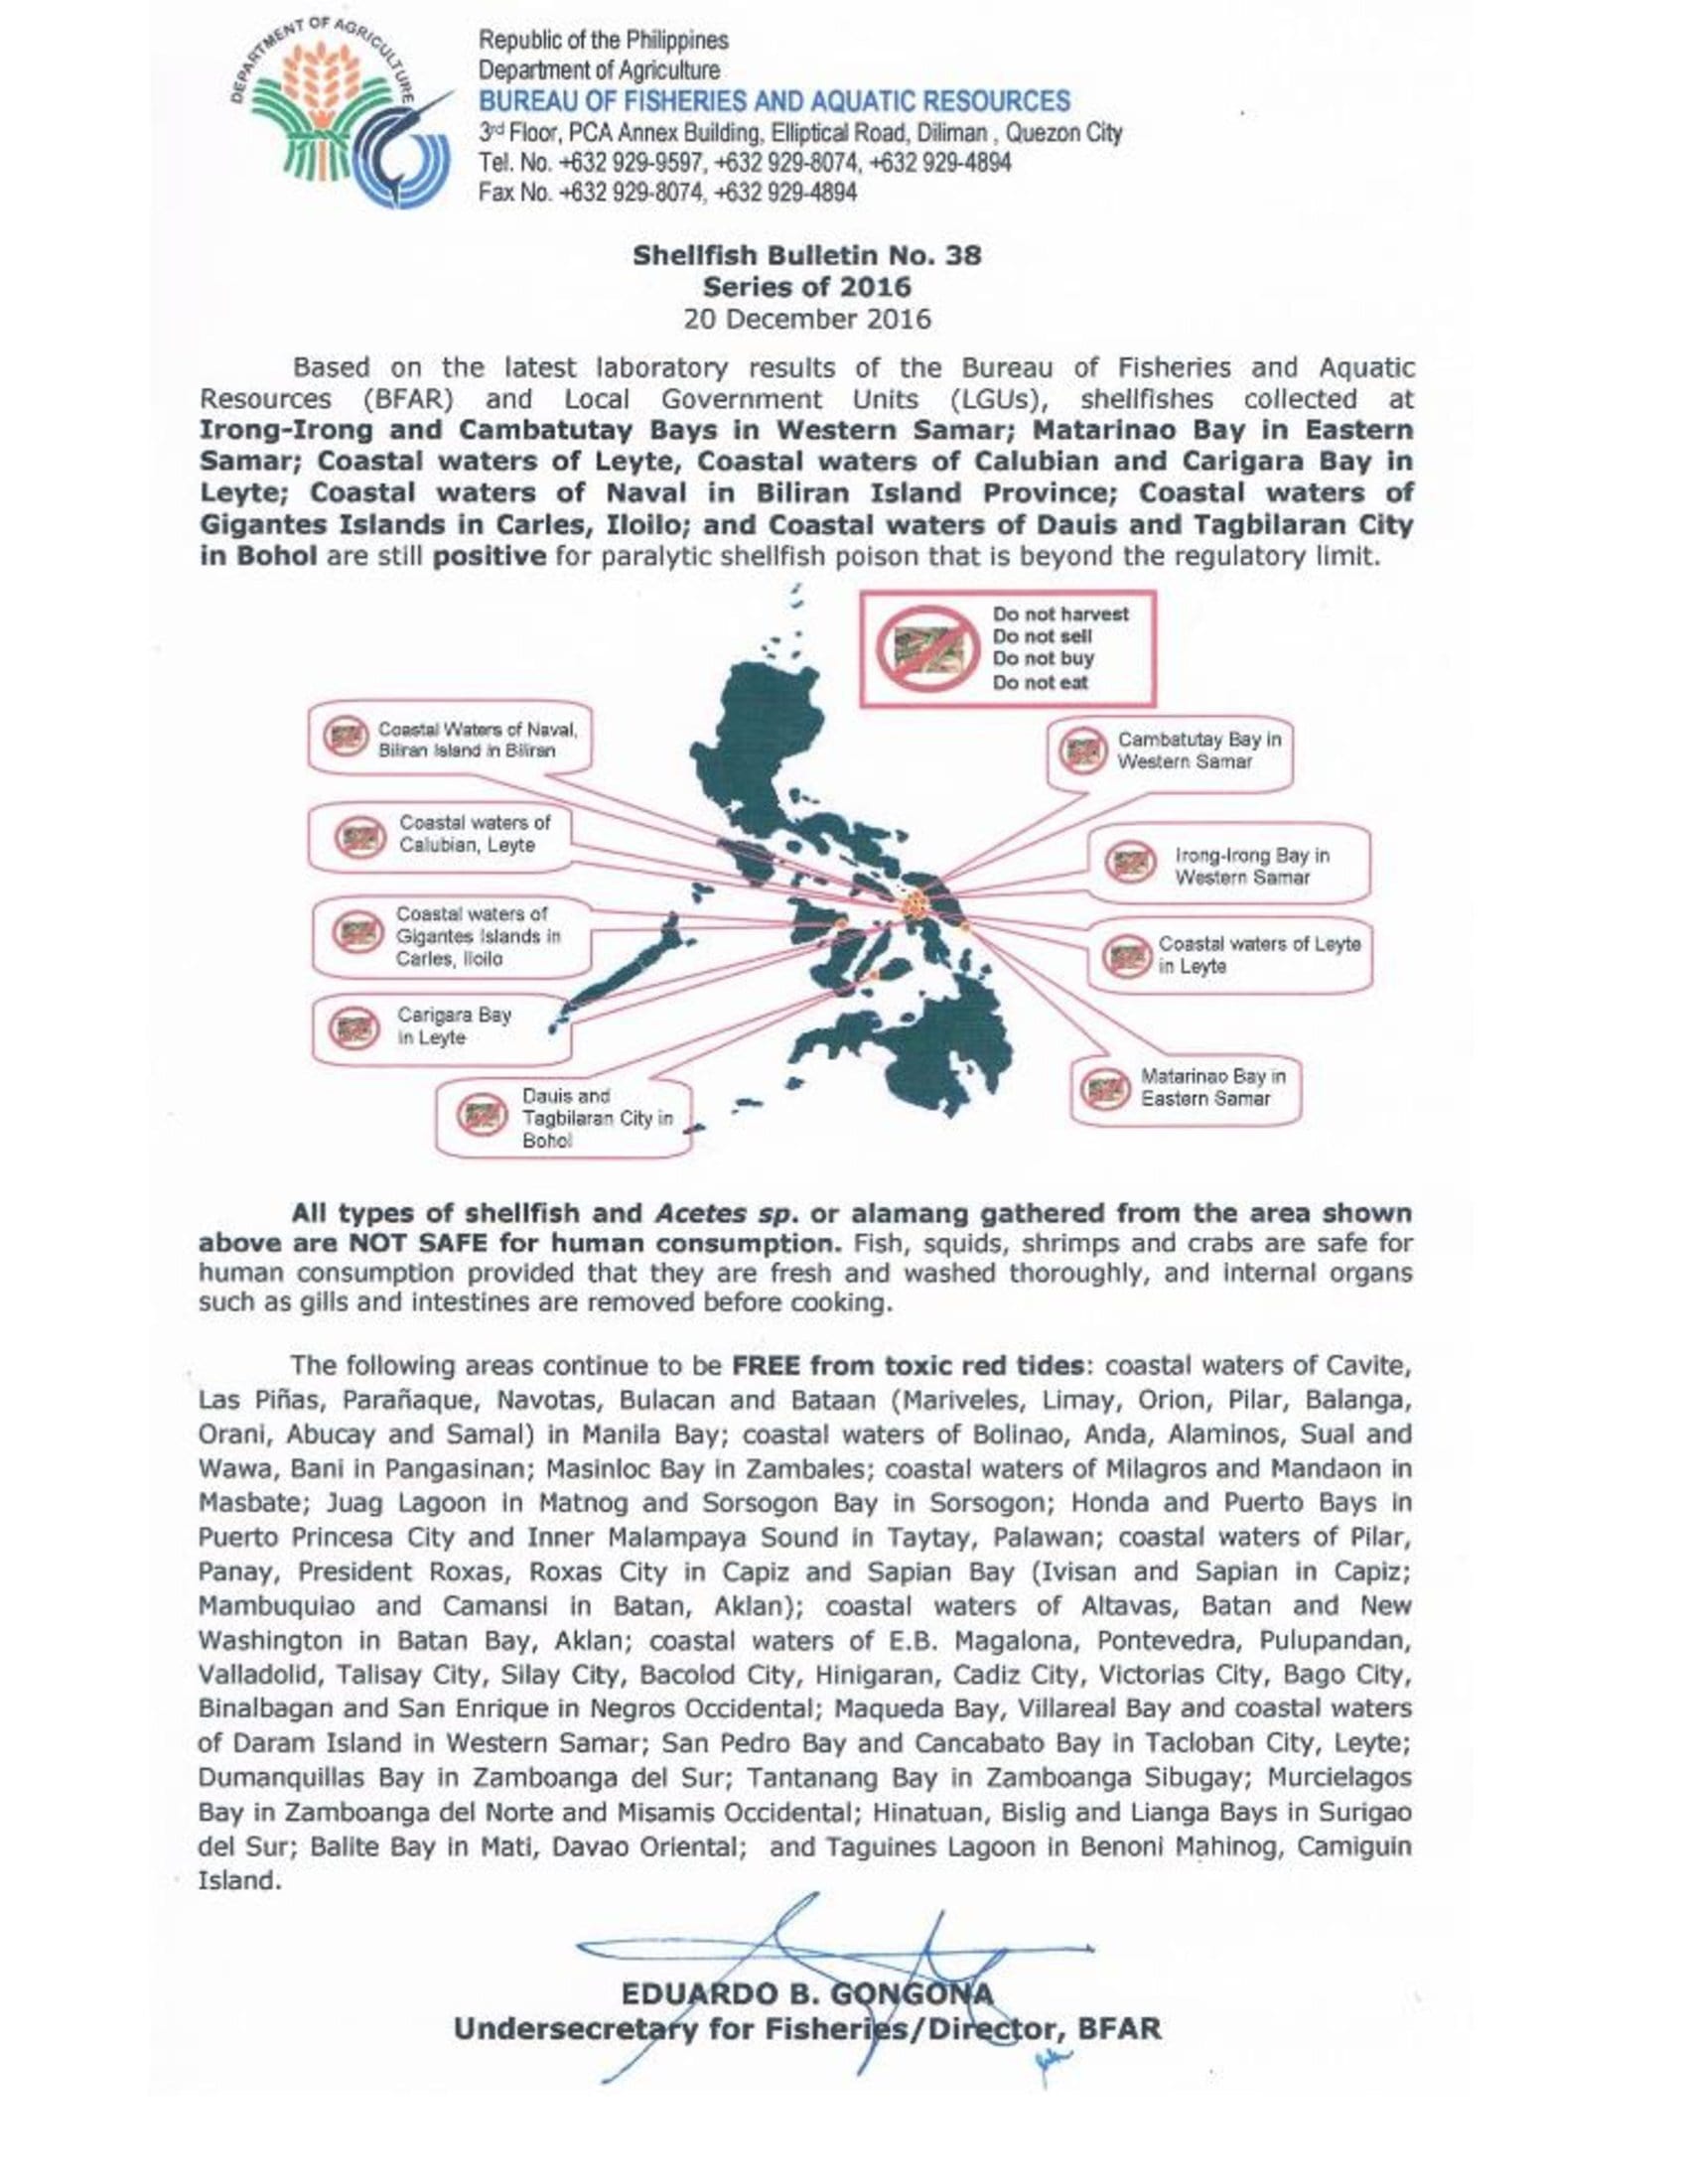 DEPARTMENT OF AGRICULTURE
Republic of the Philippines
Department of Agriculture
BUREAU OF FISHERIES AND AQUATIC RESOURCES
3rd Floor, PCA Annex Building, Elliptical Road, Diliman , Quezon City
Tel. No. +632 929-9597, +632 929-8074, +632 929-4894
Fax No. +632 929-8074, +632 929-4894
Shellfish Bulletin No. 38
Series of 2016
20 December 2016
Based on the latest laboratory results of the Bureau of Fisheries and Aquatic
Resources (BFAR) and Local Government Units (LGUs), shellfishes collected at
Irong-Irong and Cambatutay Bays in Western Samar; Matarinao Bay in Eastern
Samar; Coastal waters of Leyte, Coastal waters of Calubian and Carigara Bay in
Leyte; Coastal waters of Naval in Biliran Island Province; Coastal waters of
Gigantes Islands in Carles, Iloilo; and Coastal waters of Dauis and Tagbilaran City
in Bohol are still positive for paralytic shellfish poison that is beyond the regulatory limit.
Do not harvest
Do not sell
Do not buy
Do not eat
Coastal Waters of Naval,
Biliran Island in Biliran
Coastal waters of
Calubian, Leyte
Coastal waters of
Gigantes Islands in
Carles, Iloilo
Carigara Bay
in Leyte
Dauis and
Tagbilaran City in
Bohol
Cambatutay Bay in
Western Samar
Irong-Irong Bay in
Western Samar
Coastal waters of Leyte
in Leyte
Matarinao Bay in
Eastern Samar
All types of shellfish and Acetes sp. or alamang gathered from the area shown
above are NOT SAFE for human consumption. Fish, squids, shrimps and crabs are safe for
human consumption provided that they are fresh and washed thoroughly, and internal organs
such as gills and intestines are removed before cooking.
The following areas continue to be FREE from toxic red tides: coastal waters of Cavite,
Las Piñas, Parañaque, Navotas, Bulacan and Bataan (Mariveles, Limay, Orion, Pilar, Balanga,
Orani, Abucay and Samal) in Manila Bay; coastal waters of Bolinao, Anda, Alaminos, Sual and
Wawa, Bani in Pangasinan; Masinloc Bay in Zambales; coastal waters of Milagros and Mandaon in
Masbate; Juag Lagoon in Matnog and Sorsogon Bay in Sorsogon; Honda and Puerto Bays in
Puerto Princesa City and Inner Malampaya Sound in Taytay, Palawan; coastal waters of Pilar,
Panay, President Roxas, Roxas City in Capiz and Sapian Bay (Ivisan and Sapian in Capiz;
Mambuquiao and Camansi in Batan, Aklan); coastal waters of Altavas, Batan and New
Washington in Batan Bay, Aklan; coastal waters of E.B. Magalona, Pontevedra, Pulupandan,
Valladolid, Talisay City, Silay City, Bacolod City, Hinigaran, Cadiz City, Victorias City, Bago City,
Binalbagan and San Enrique in Negros Occidental; Maqueda Bay, Villareal Bay and coastal waters
of Daram Island in Western Samar; San Pedro Bay and Cancabato Bay in Tacloban City, Leyte;
Dumanquillas Bay in Zamboanga del Sur; Tantanang Bay in Zamboanga Sibugay; Murcielagos
Bay in Zamboanga del Norte and Misamis Occidental; Hinatuan, Bislig and Lianga Bays in Surigao
del Sur; Balite Bay in Mati, Davao Oriental; and Taguines Lagoon in Benoni Mahinog, Camiguin
Island.
EDUARDO B. GONGONA
Undersecretary for Fisheries/Director, BFAR